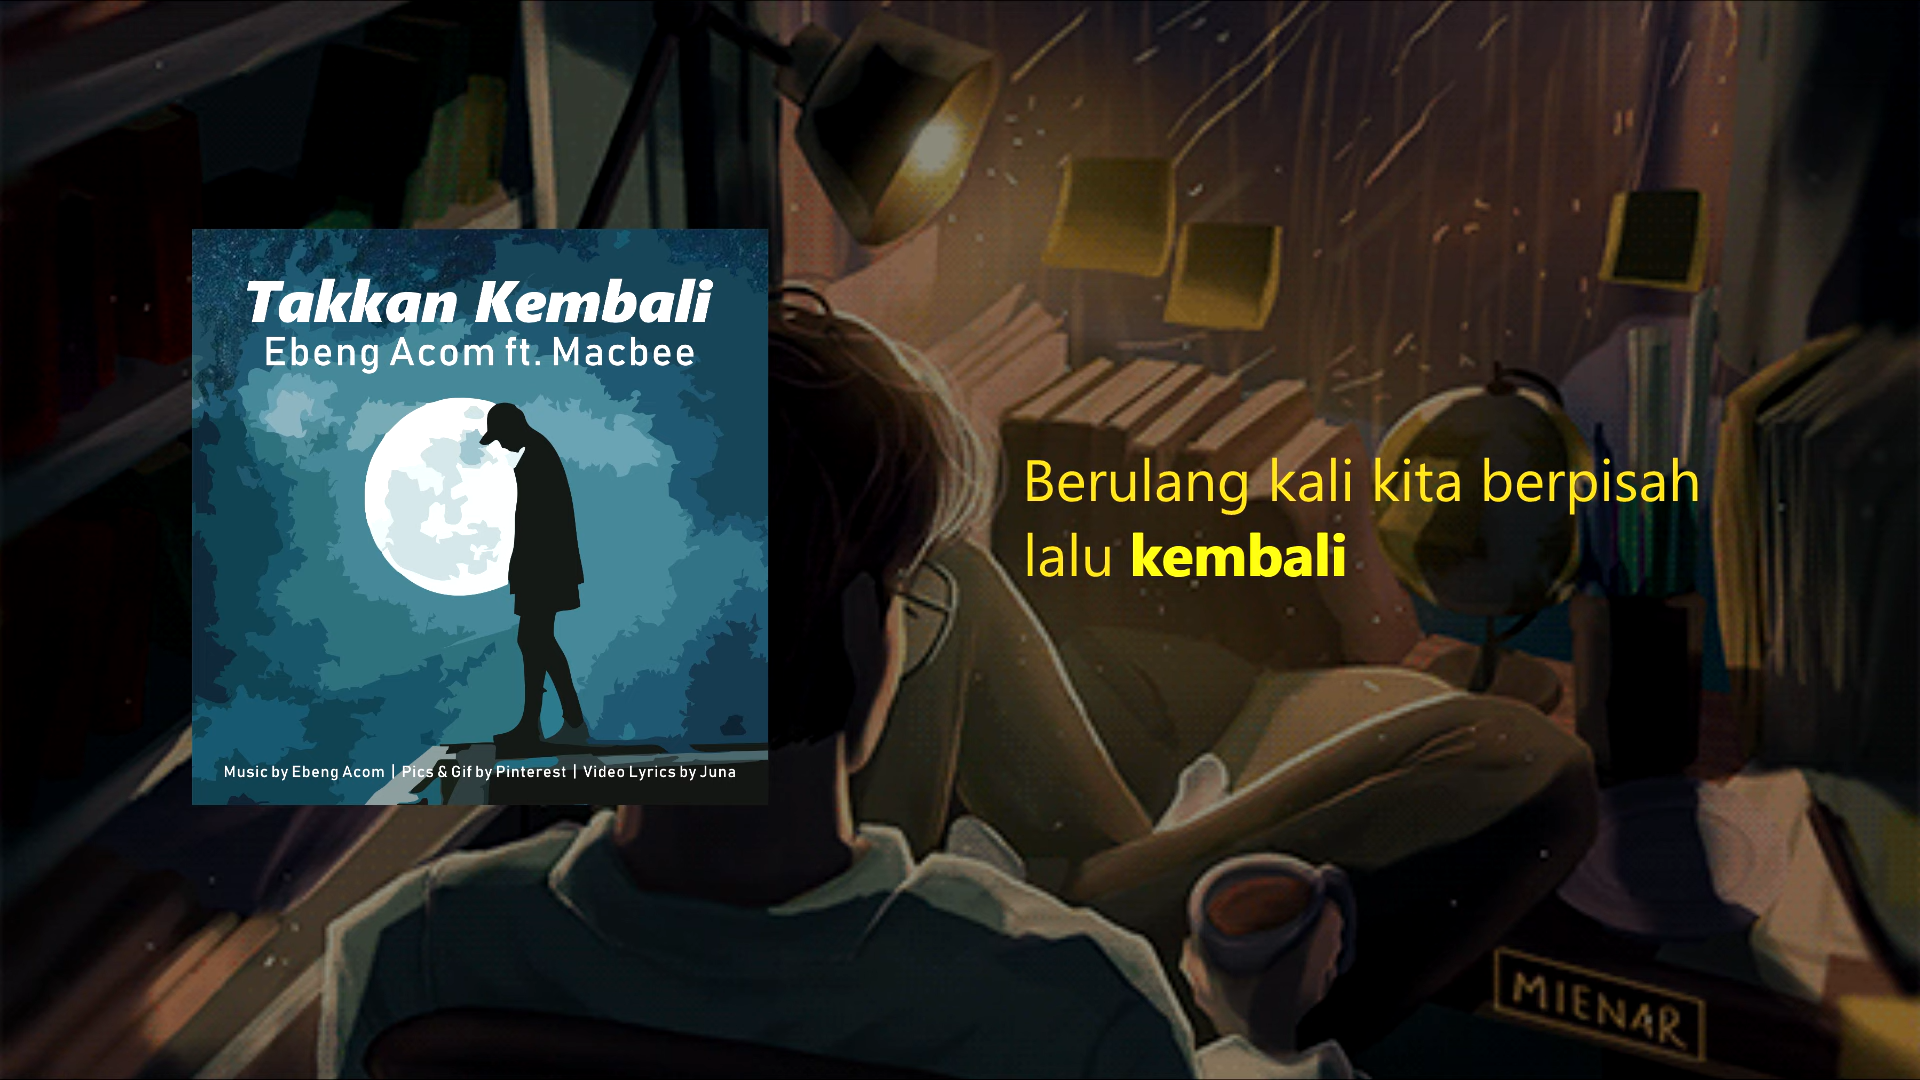 Takkan Kembali
Ebeng Acom ft. Macbee
Music by Ebeng Acom | Pics & Gif by Pinterest | Video Lyrics by Juna
Berulang kali kita berpisah
lalu kembali
MIENAR